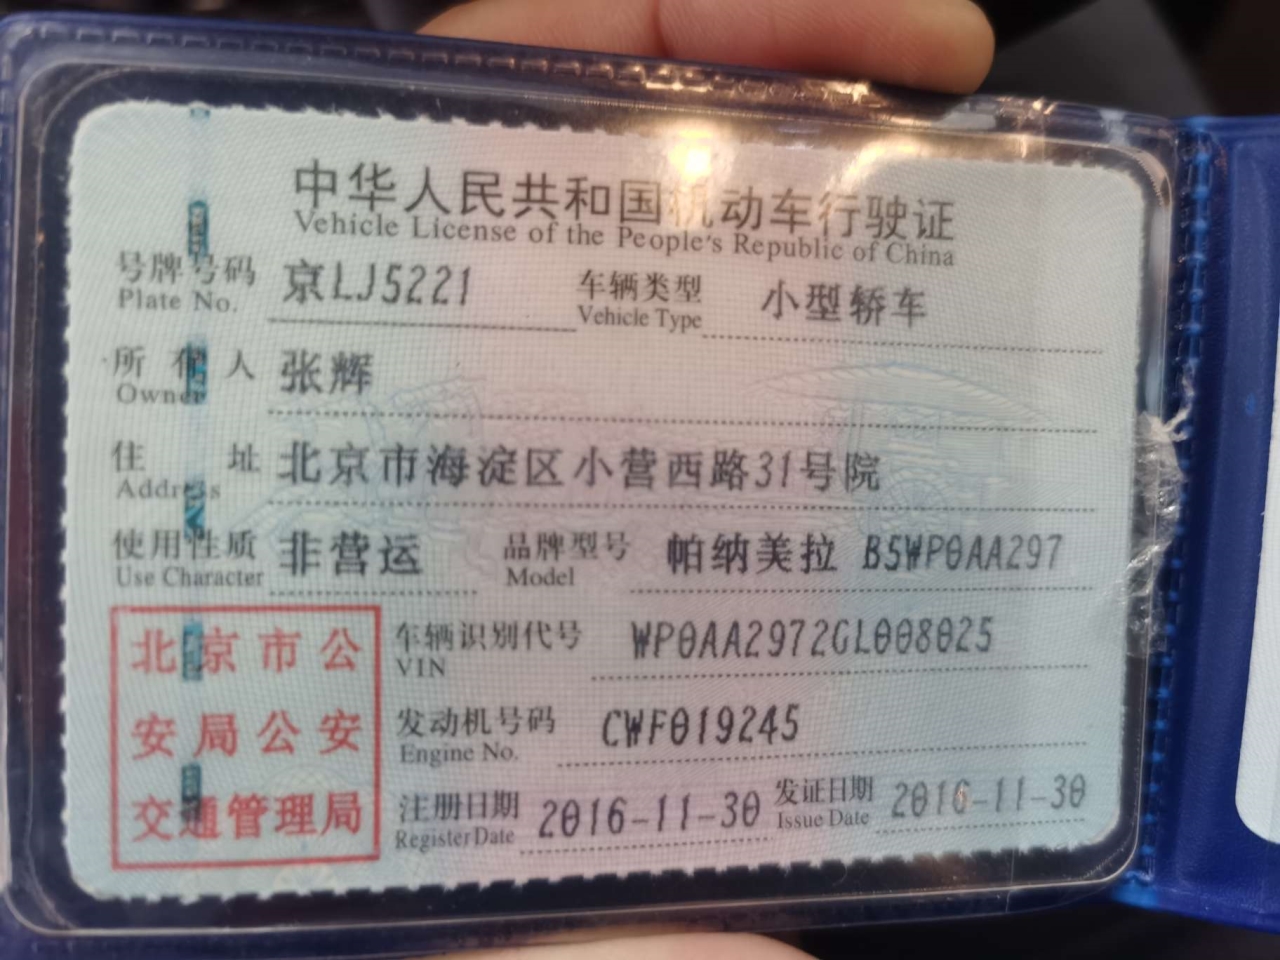 中华人民共和国机动车行驶证
Vehicle License of the People's Republic of China
号牌号码 京LJ5221 车辆类型 小型轿车
Plate No. Vehicle Type
所有人 张辉
Owner
住址 北京市海淀区小营西路31号院
Address
使用性质 非营运 品牌型号 帕纳美拉 BSWP0AA297
Use Character Model
北京市公
安局公安
交通管理局
车辆识别代号 WP0AA2972GL008025
VIN
发动机号码 CWF019245
Engine No.
注册日期 2016-11-30 发证日期 2016-11-30
Register Date Issue Date